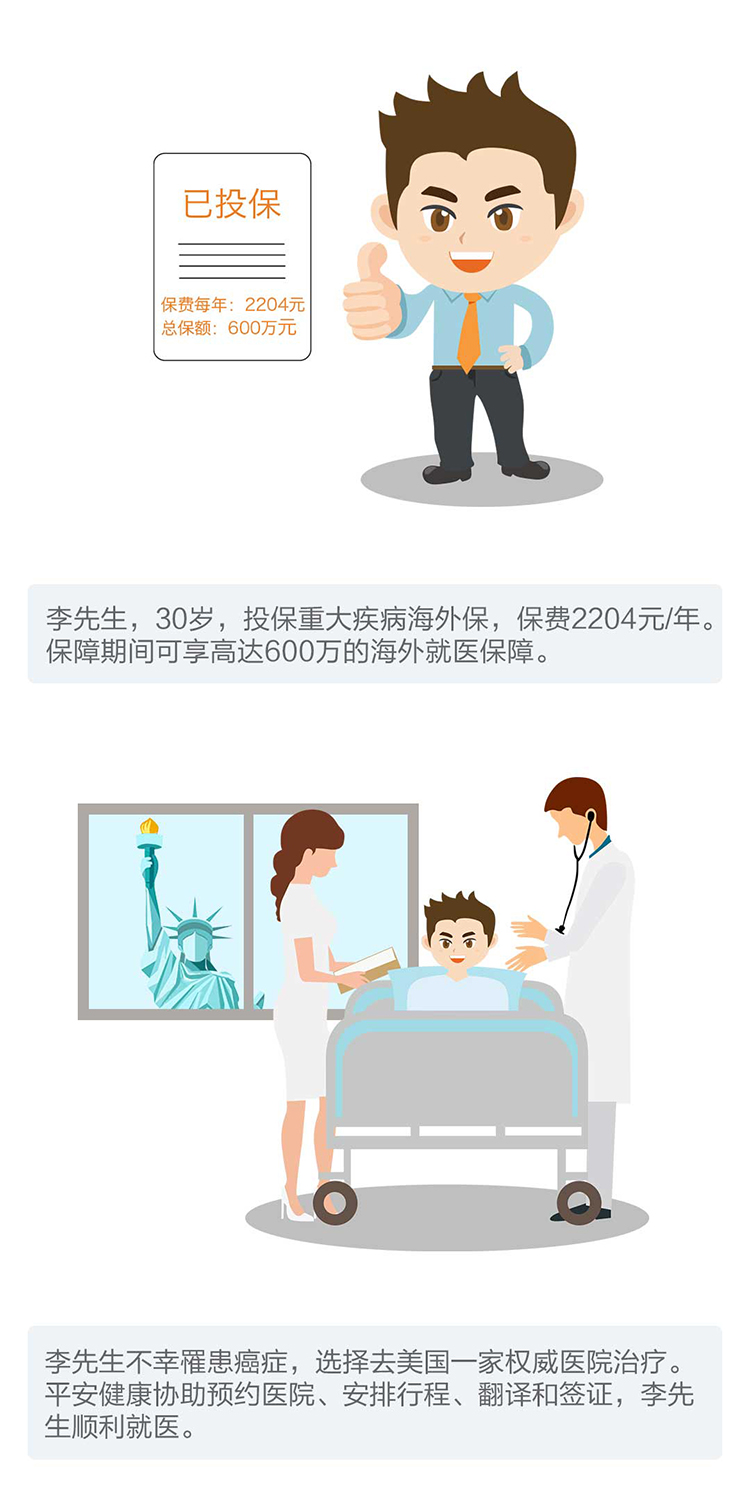 已投保
保费每年：2204元
总保额：600万元
李先生，30岁，投保重大疾病海外保，保费2204元/年。
保障期间可享高达600万的海外就医保障。
李先生不幸罹患癌症，选择去美国一家权威医院治疗。
平安健康协助预约医院、安排行程、翻译和签证，李先
生顺利就医。